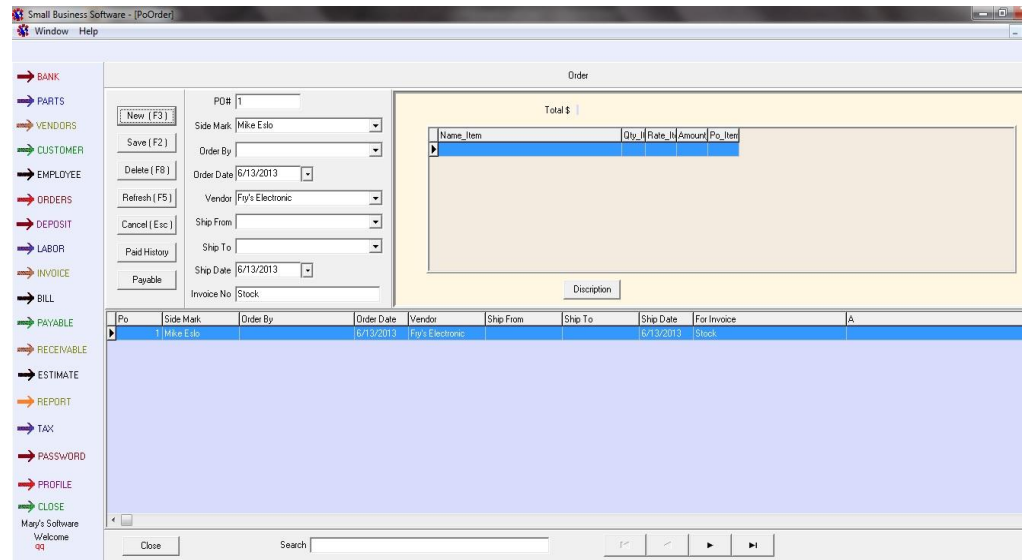 Small Business Software - [PoOrder]
Window Help
Order
BANK
PARTS
VENDORS
CUSTOMER
EMPLOYEE
ORDERS
DEPOSIT
LABOR
INVOICE
BILL
PAYABLE
RECEIVABLE
ESTIMATE
REPORT
TAX
PASSWORD
PROFILE
CLOSE
Mary's Software
Welcome
qq
New ( F3 )
Save ( F2 )
Delete ( F8 )
Refresh ( F5 )
Cancel ( Esc )
Paid History
Payable
PO# 1
Side Mark Mike Eslo
Order By
Order Date 6/13/2013
Vendor Fry's Electronic
Ship From
Ship To
Ship Date 6/13/2013
Invoice No Stock
Total $
Name_Item Qty_It Rate_Ite Amount Po_Item
Discription
Po Side Mark Order By Order Date Vendor Ship From Ship To Ship Date For Invoice A
1 Mike Eslo 6/13/2013 Fry's Electronic 6/13/2013 Stock
Close Search